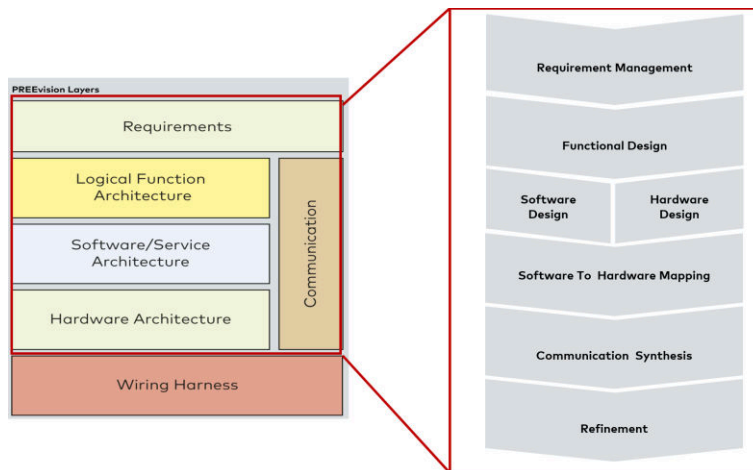 PREEvision Layers
Requirements
Logical Function
Architecture
Software/Service
Architecture
Hardware Architecture
Communication
Wiring Harness
Requirement Management
Functional Design
Software
Design
Hardware
Design
Software To Hardware Mapping
Communication Synthesis
Refinement